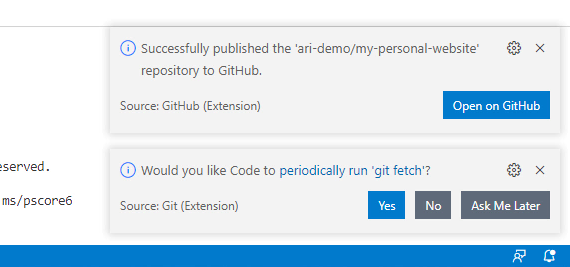 Successfully published the 'ari-demo/my-personal-website'
repository to GitHub.
Source: GitHub (Extension)
Open on GitHub
eserved.
Would you like Code to periodically run 'git fetch'?
ms/pscore6
Source: Git (Extension)
Yes
No
Ask Me Later